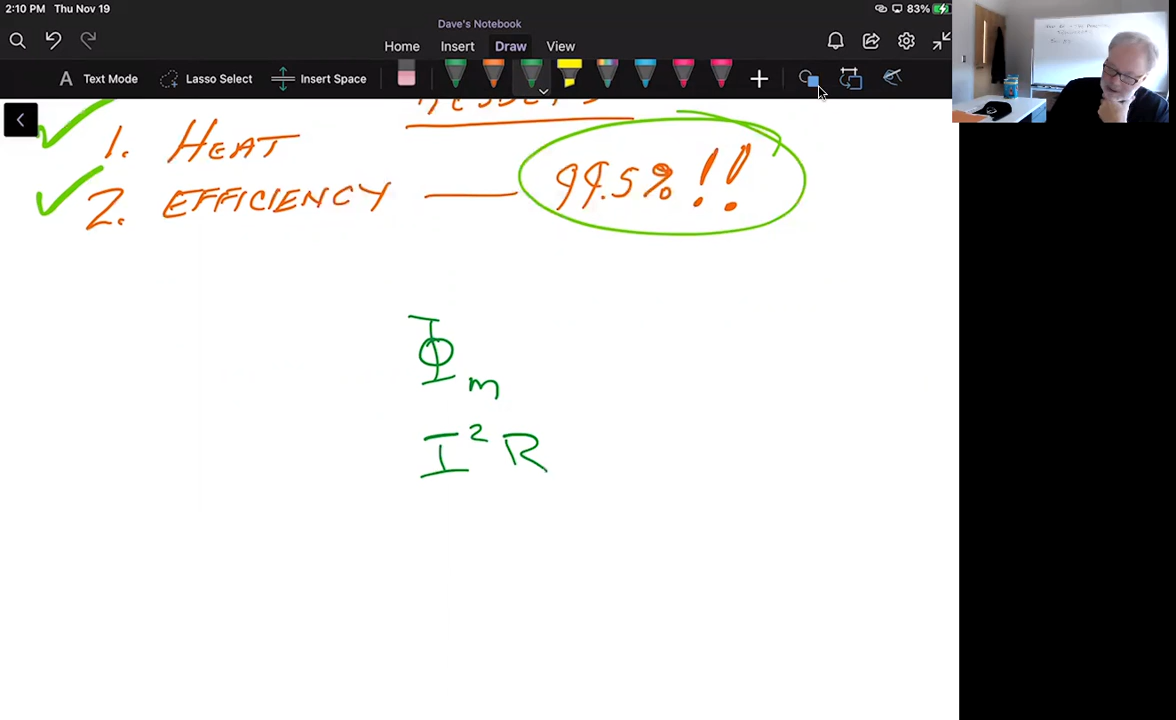 2:10 PM Thu Nov 19
83%
Dave's Notebook
Home Insert Draw View
Text Mode Lasso Select Insert Space
1. HEAT
2. EFFICIENCY — 99.5%!!
Φm
I²R